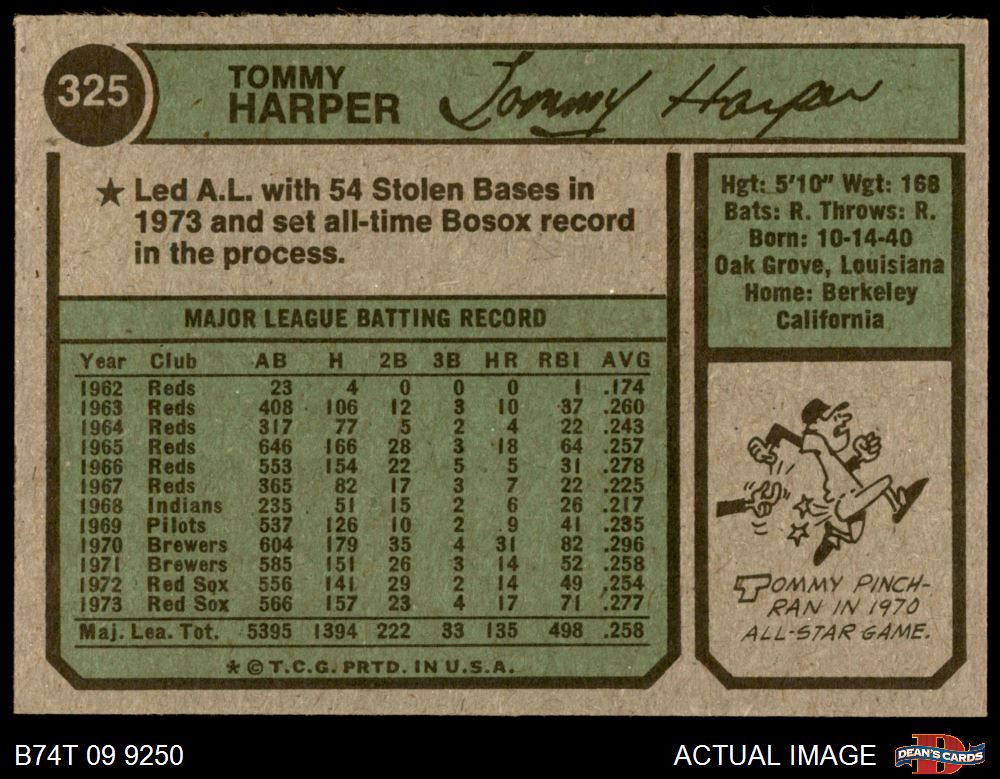 325
TOMMY
HARPER
Tommy Harper
★ Led A.L. with 54 Stolen Bases in
1973 and set all-time Bosox record
in the process.
MAJOR LEAGUE BATTING RECORD
Year Club AB H 2B 3B HR RBI AVG
1962 Reds 23 4 0 0 0 1 .174
1963 Reds 408 106 12 3 10 37 .260
1964 Reds 317 77 5 2 4 22 .243
1965 Reds 646 166 28 3 18 64 .257
1966 Reds 553 154 22 5 5 31 .278
1967 Reds 365 82 17 3 7 22 .225
1968 Indians 235 51 15 2 6 26 .217
1969 Pilots 537 126 10 2 9 41 .235
1970 Brewers 604 179 35 4 31 82 .296
1971 Brewers 585 151 26 3 14 52 .258
1972 Red Sox 556 141 29 2 14 49 .254
1973 Red Sox 566 157 23 4 17 71 .277
Maj. Lea. Tot. 5395 1394 222 33 135 498 .258
* © T.C.G. PRTD. IN U.S.A.
Hgt: 5'10" Wgt: 168
Bats: R. Throws: R.
Born: 10-14-40
Oak Grove, Louisiana
Home: Berkeley
California
TOMMY PINCH-
RAN IN 1970
ALL-STAR GAME.
B74T 09 9250
ACTUAL IMAGE
D
DEAN'S CARDS